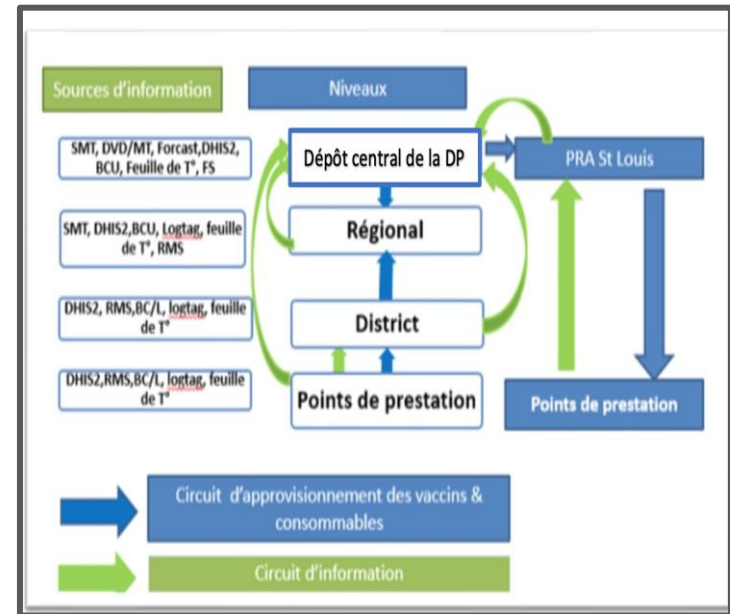 Sources d'information
Niveaux
SMT, DVD/MT, Forcast,DHIS2,
BCU, Feuille de T°, FS
Dépôt central de la DP
PRA St Louis
SMT, DHIS2,BCU, Logtag, feuille
de T°, RMS
Régional
DHIS2, RMS,BC/L, logtag, feuille
de T°
District
DHIS2,RMS,BC/L, logtag, feuille
de T°
Points de prestation
Points de prestation
Circuit d'approvisionnement des vaccins &
consommables
Circuit d'information